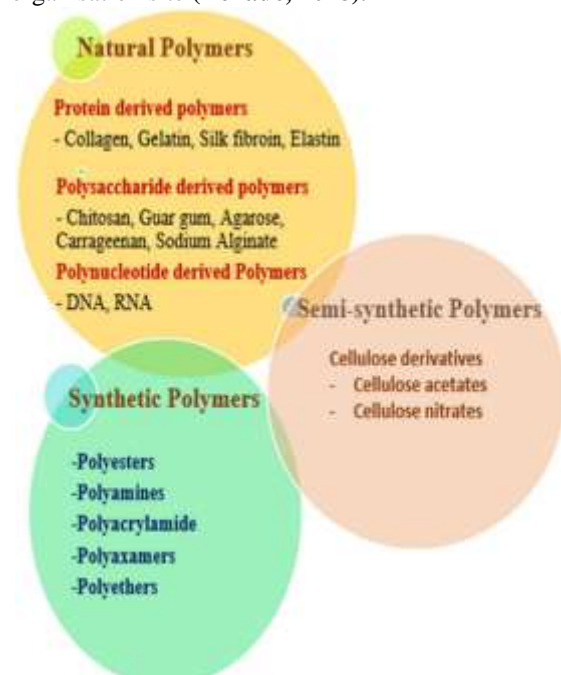 Natural Polymers
Protein derived polymers
- Collagen, Gelatin, Silk fibroin, Elastin
Polysaccharide derived polymers
- Chitosan, Guar gum, Agarose,
Carrageenan, Sodium Alginate
Polynucleotide derived Polymers
- DNA, RNA
Semi-synthetic Polymers
Cellulose derivatives
- Cellulose acetates
- Cellulose nitrates
Synthetic Polymers
-Polyesters
-Polyamines
-Polyacrylamide
-Polyaxamers
-Polyethers